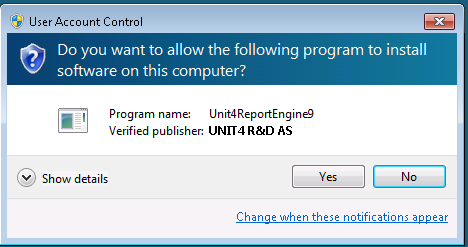 User Account Control
Do you want to allow the following program to install
software on this computer?
Program name: Unit4ReportEngine9
Verified publisher: UNIT4 R&D AS
Show details
Yes
No
Change when these notifications appear